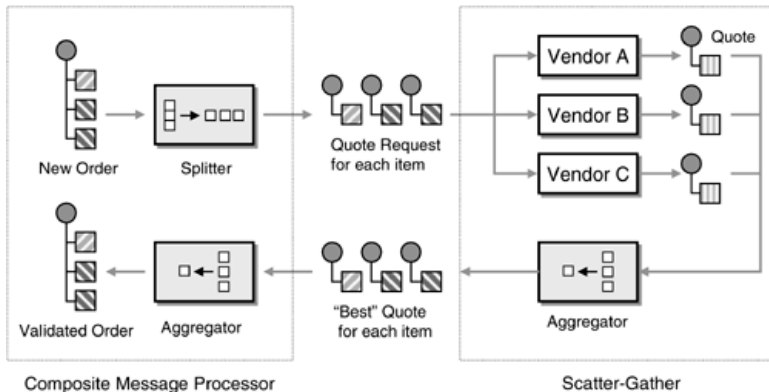 Vendor A
Quote
Vendor B
New Order
Splitter
Quote Request
for each item
Vendor C
Validated Order
Aggregator
“Best” Quote
for each item
Aggregator
Composite Message Processor
Scatter-Gather